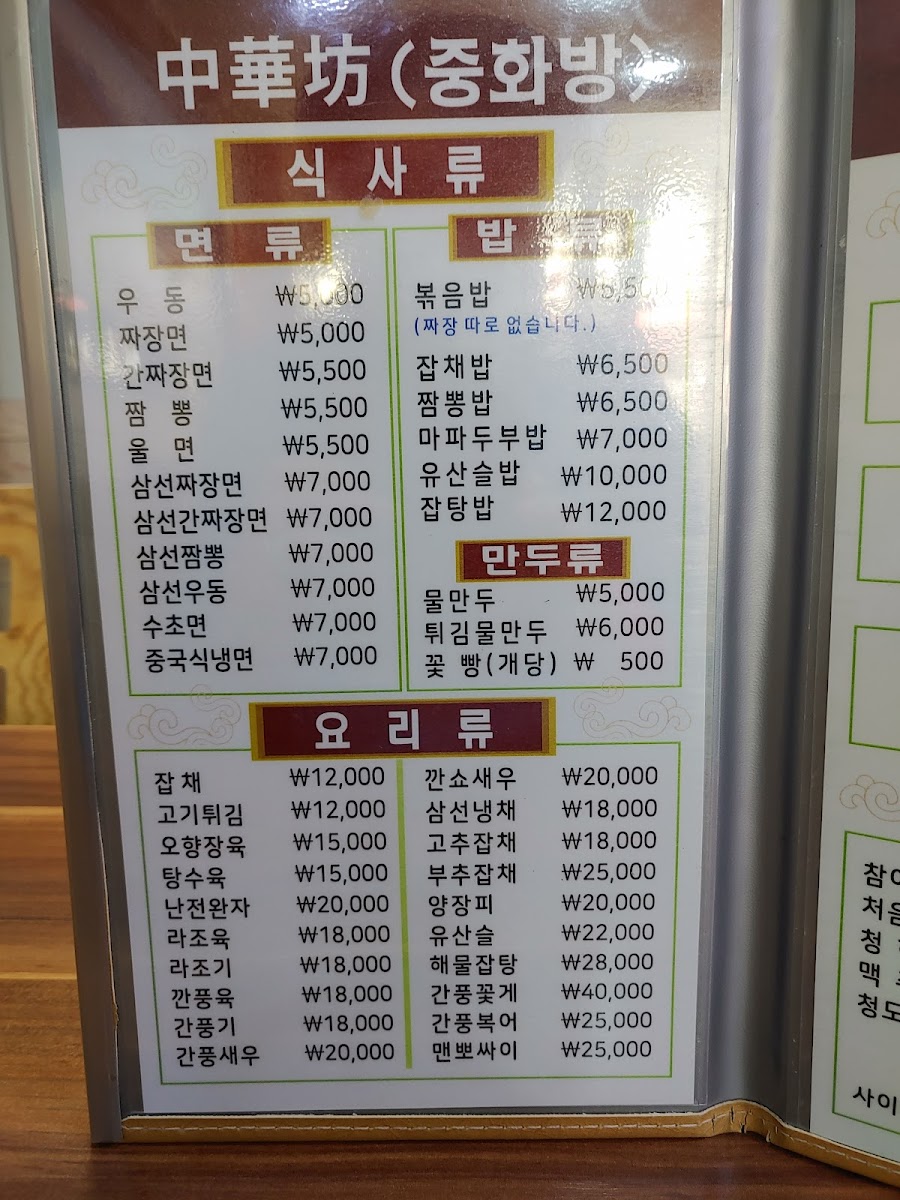 中華坊(중화방)
식 사 류
면 류
우 동 ₩5,000
짜장면 ₩5,000
간짜장면 ₩5,500
짬 뽕 ₩5,500
울 면 ₩5,500
삼선짜장면 ₩7,000
삼선간짜장면 ₩7,000
삼선짬뽕 ₩7,000
삼선우동 ₩7,000
수초면 ₩7,000
중국식냉면 ₩7,000
밥 류
볶음밥 ₩5,500
(짜장 따로 없습니다.)
잡채밥 ₩6,500
짬뽕밥 ₩6,500
마파두부밥 ₩7,000
유산슬밥 ₩10,000
잡탕밥 ₩12,000
만두류
물만두 ₩5,000
튀김물만두 ₩6,000
꽃 빵(개당) ₩ 500
요 리 류
잡채 ₩12,000
고기튀김 ₩12,000
오향장육 ₩15,000
탕수육 ₩15,000
난전완자 ₩20,000
라조육 ₩18,000
라조기 ₩18,000
깐풍육 ₩18,000
간풍기 ₩18,000
간풍새우 ₩20,000
깐쇼새우 ₩20,000
삼선냉채 ₩18,000
고추잡채 ₩18,000
부추잡채 ₩25,000
양장피 ₩20,000
유산슬 ₩22,000
해물잡탕 ₩28,000
간풍꽃게 ₩40,000
간풍복어 ₩25,000
맨뽀싸이 ₩25,000
처음
청
맥
청도
사이